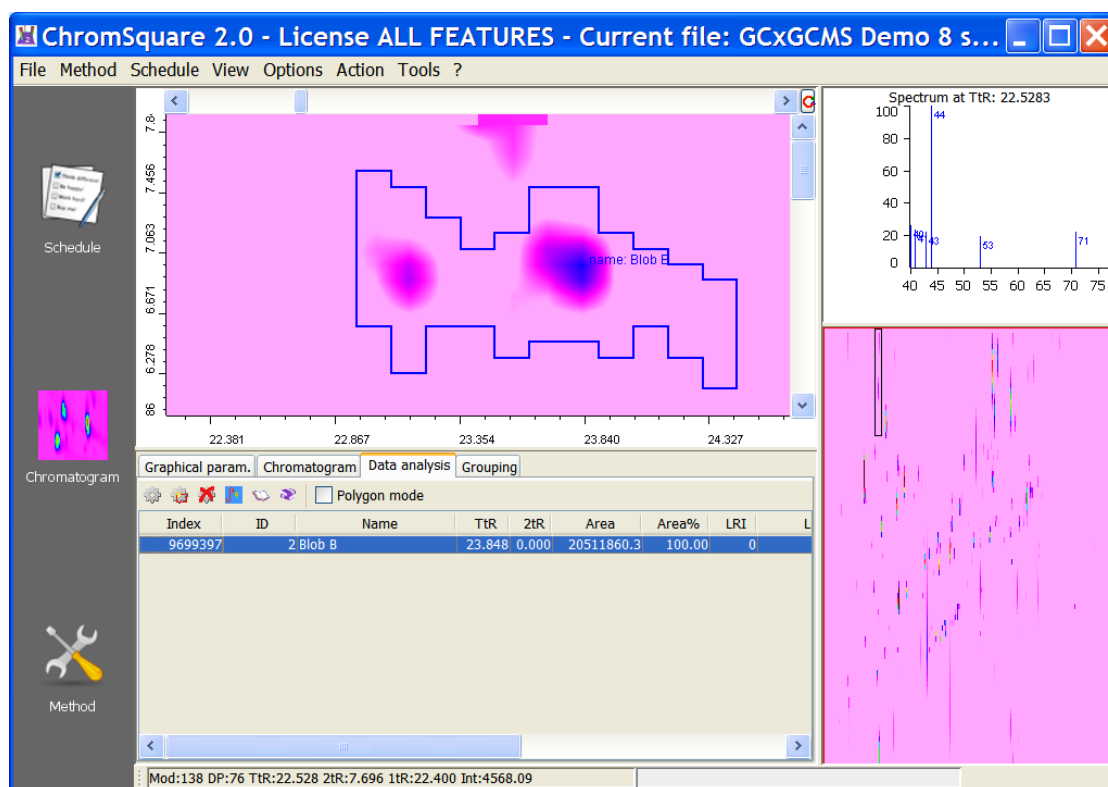 ChromSquare 2.0 - License ALL FEATURES - Current file: GCxGCMS Demo 8 s...
File Method Schedule View Options Action Tools ?
Schedule
Chromatogram
Method
7.8
7.456
7.063
6.671
6.278
86
name: Blob B
22.381 22.867 23.354 23.840 24.327
Spectrum at TtR: 22.5283
100
80
60
40
20
0
44
43
53
71
40 45 50 55 60 65 70 75
Graphical param. Chromatogram Data analysis Grouping
Polygon mode
Index ID Name TtR 2tR Area Area% LRI L
9699397 2 Blob B 23.848 0.000 20511860.3 100.00 0
Mod:138 DP:76 TtR:22.528 2tR:7.696 1tR:22.400 Int:4568.09